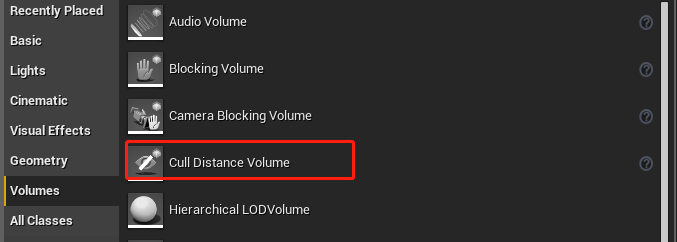 Recently Placed
Basic
Lights
Cinematic
Visual Effects
Geometry
Volumes
All Classes
Audio Volume
Blocking Volume
Camera Blocking Volume
Cull Distance Volume
Hierarchical LODVolume